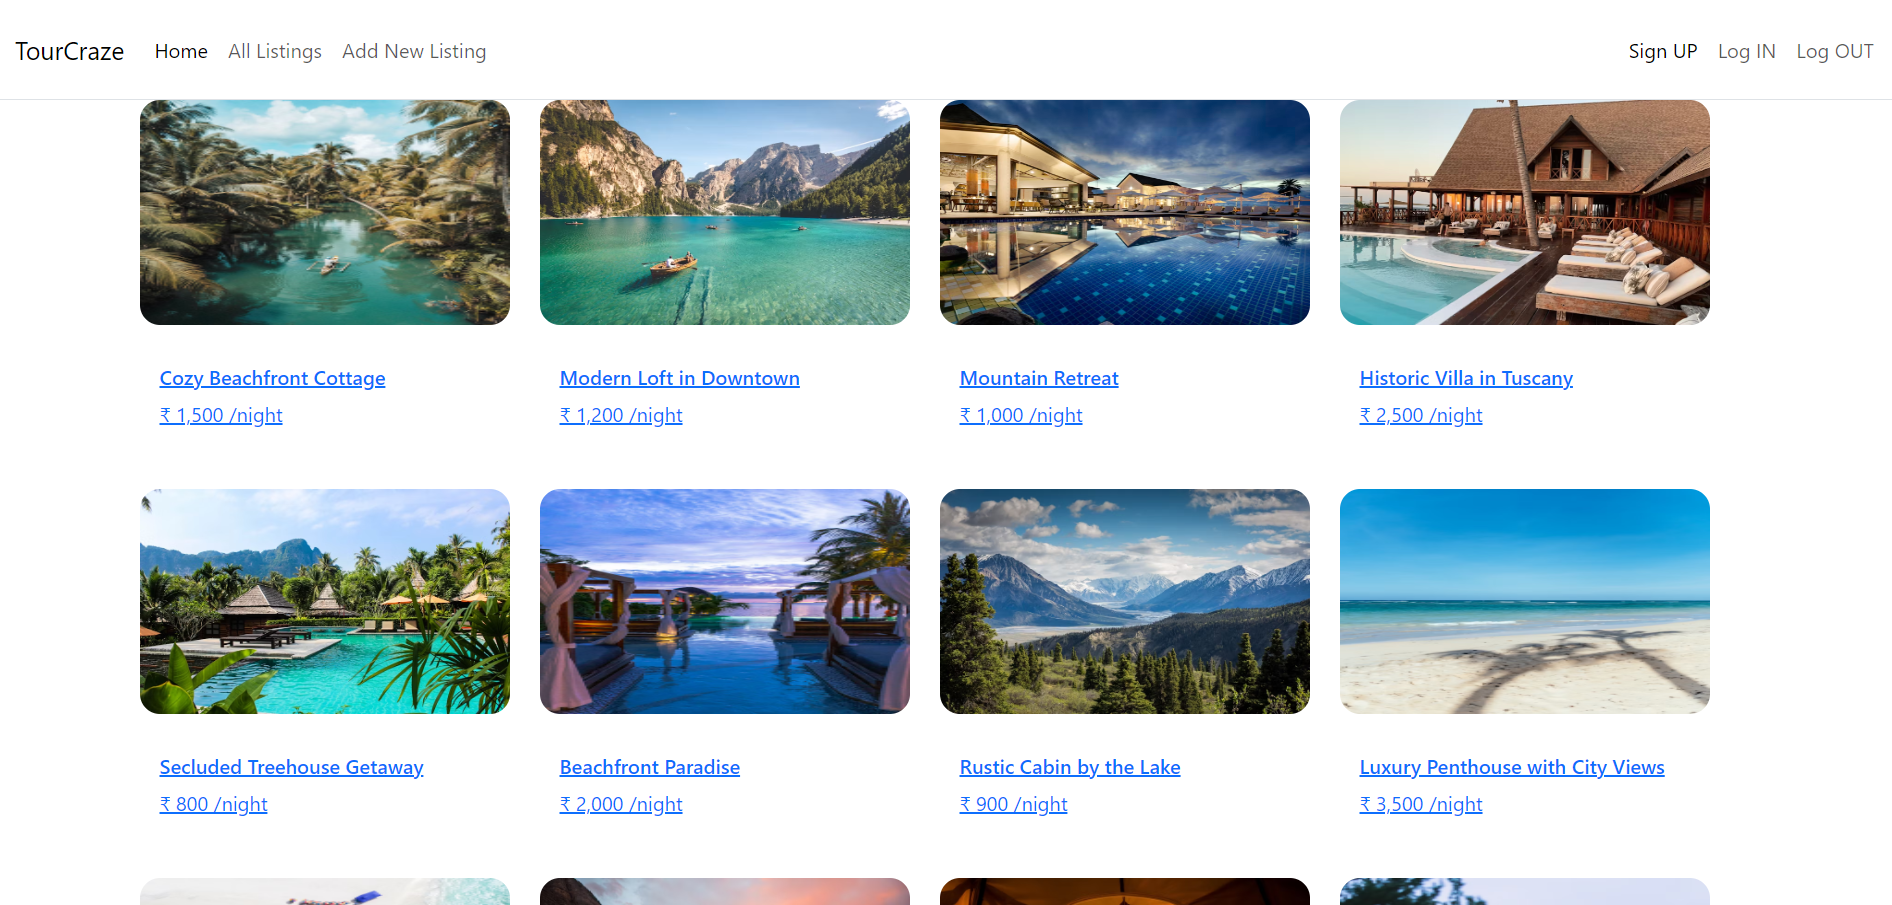 TourCraze Home All Listings Add New Listing Sign UP Log IN Log OUT
Cozy Beachfront Cottage
₹ 1,500 /night
Modern Loft in Downtown
₹ 1,200 /night
Mountain Retreat
₹ 1,000 /night
Historic Villa in Tuscany
₹ 2,500 /night
Secluded Treehouse Getaway
₹ 800 /night
Beachfront Paradise
₹ 2,000 /night
Rustic Cabin by the Lake
₹ 900 /night
Luxury Penthouse with City Views
₹ 3,500 /night